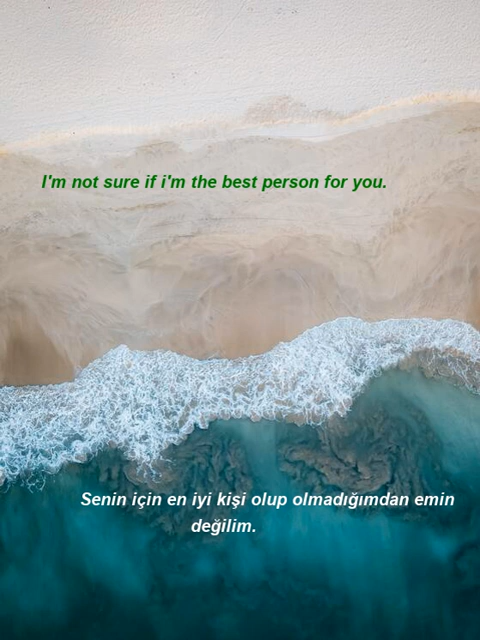 I'm not sure if i'm the best person for you.
Senin için en iyi kişi olup olmadığımdan emin
değilim.